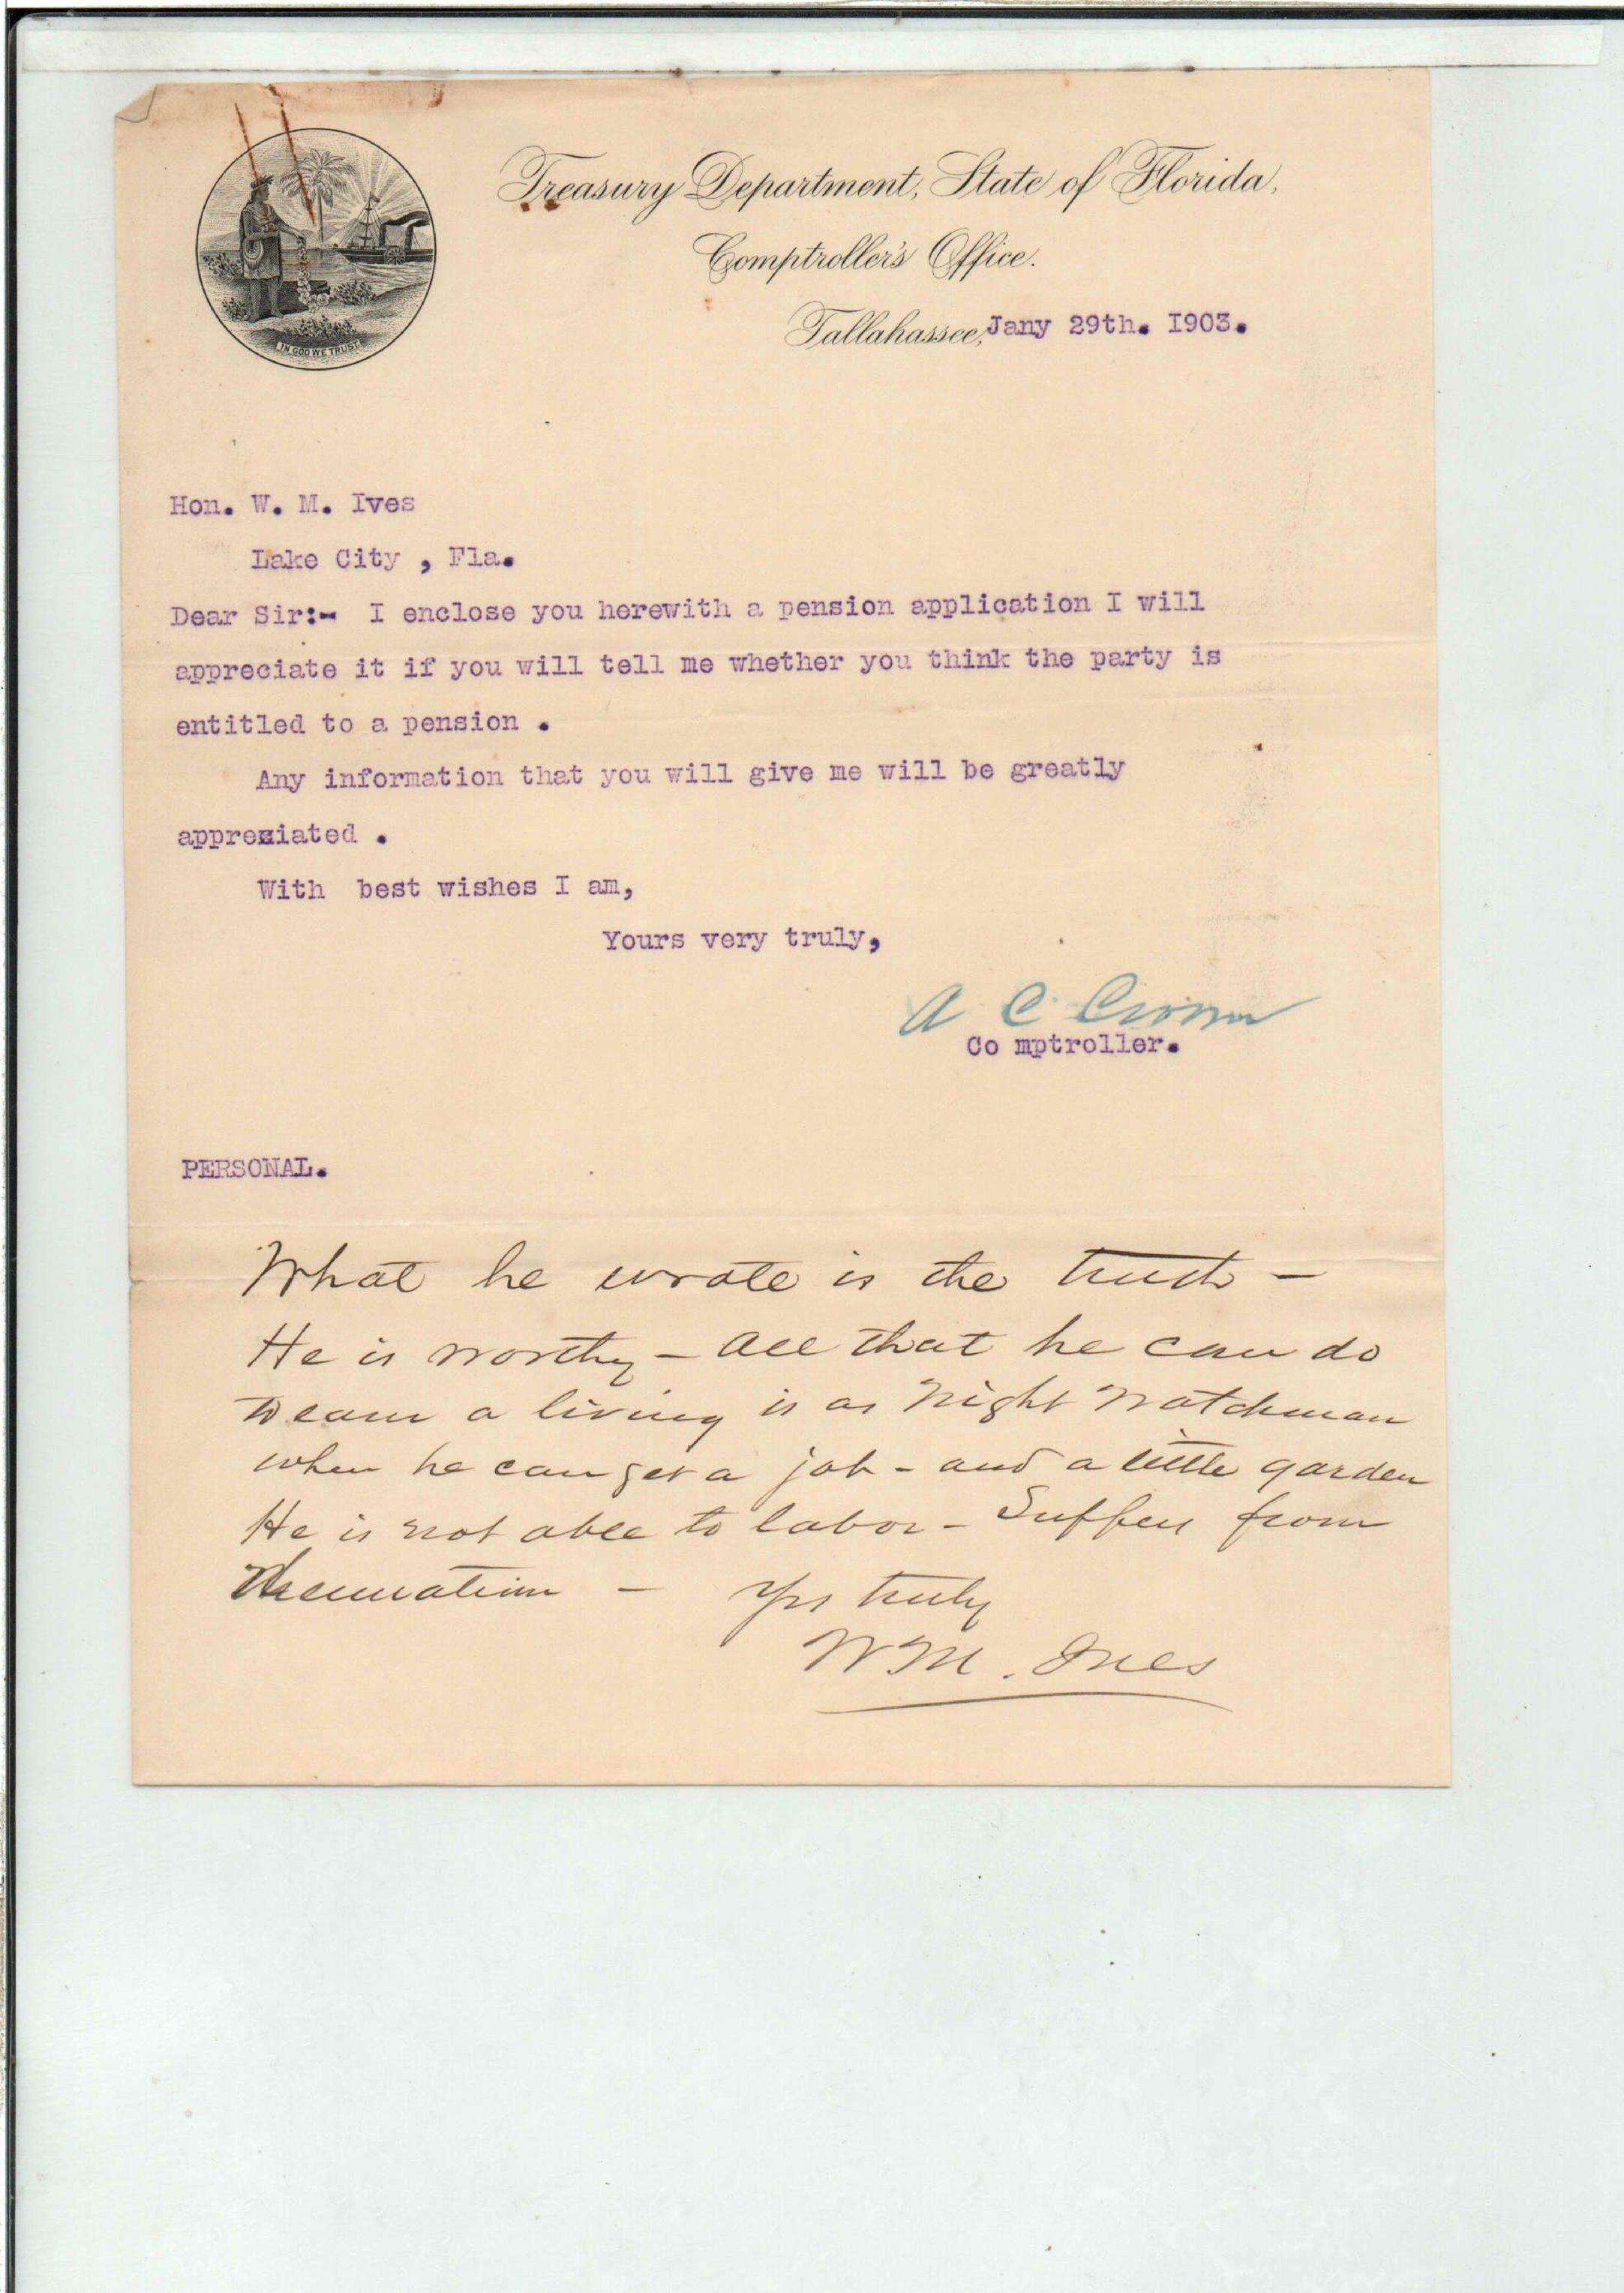 Treasury Department, State of Florida,
Comptroller's Office.
Tallahassee, Jany 29th. 1903.
IN GOD WE TRUST
Hon. W. M. Ives
Lake City , Fla.
Dear Sir:- I enclose you herewith a pension application I will
appreciate it if you will tell me whether you think the party is
entitled to a pension .
Any information that you will give me will be greatly
appreciated .
With best wishes I am,
Yours very truly,
A C Croom
Co mptroller.
PERSONAL.
What he wrote is the truth -
He is worthy - all that he can do
to earn a living is as Night Watchman
when he can get a job - and a little garden
He is not able to labor - Suffers from
Rheumatism - Yrs truly
W M. Ives